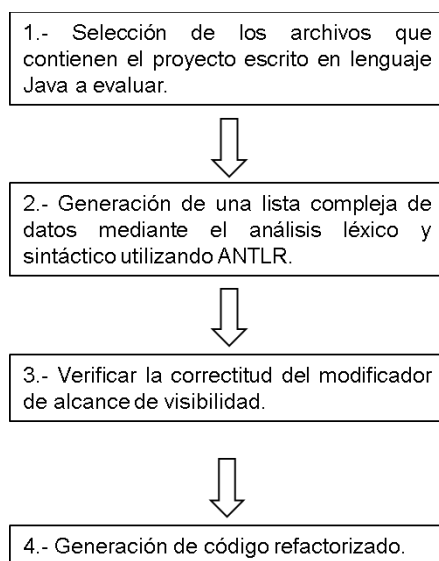 1.- Selección de los archivos que
contienen el proyecto escrito en lenguaje
Java a evaluar.
2.- Generación de una lista compleja de
datos mediante el análisis léxico y
sintáctico utilizando ANTLR.
3.- Verificar la correctitud del modificador
de alcance de visibilidad.
4.- Generación de código refactorizado.